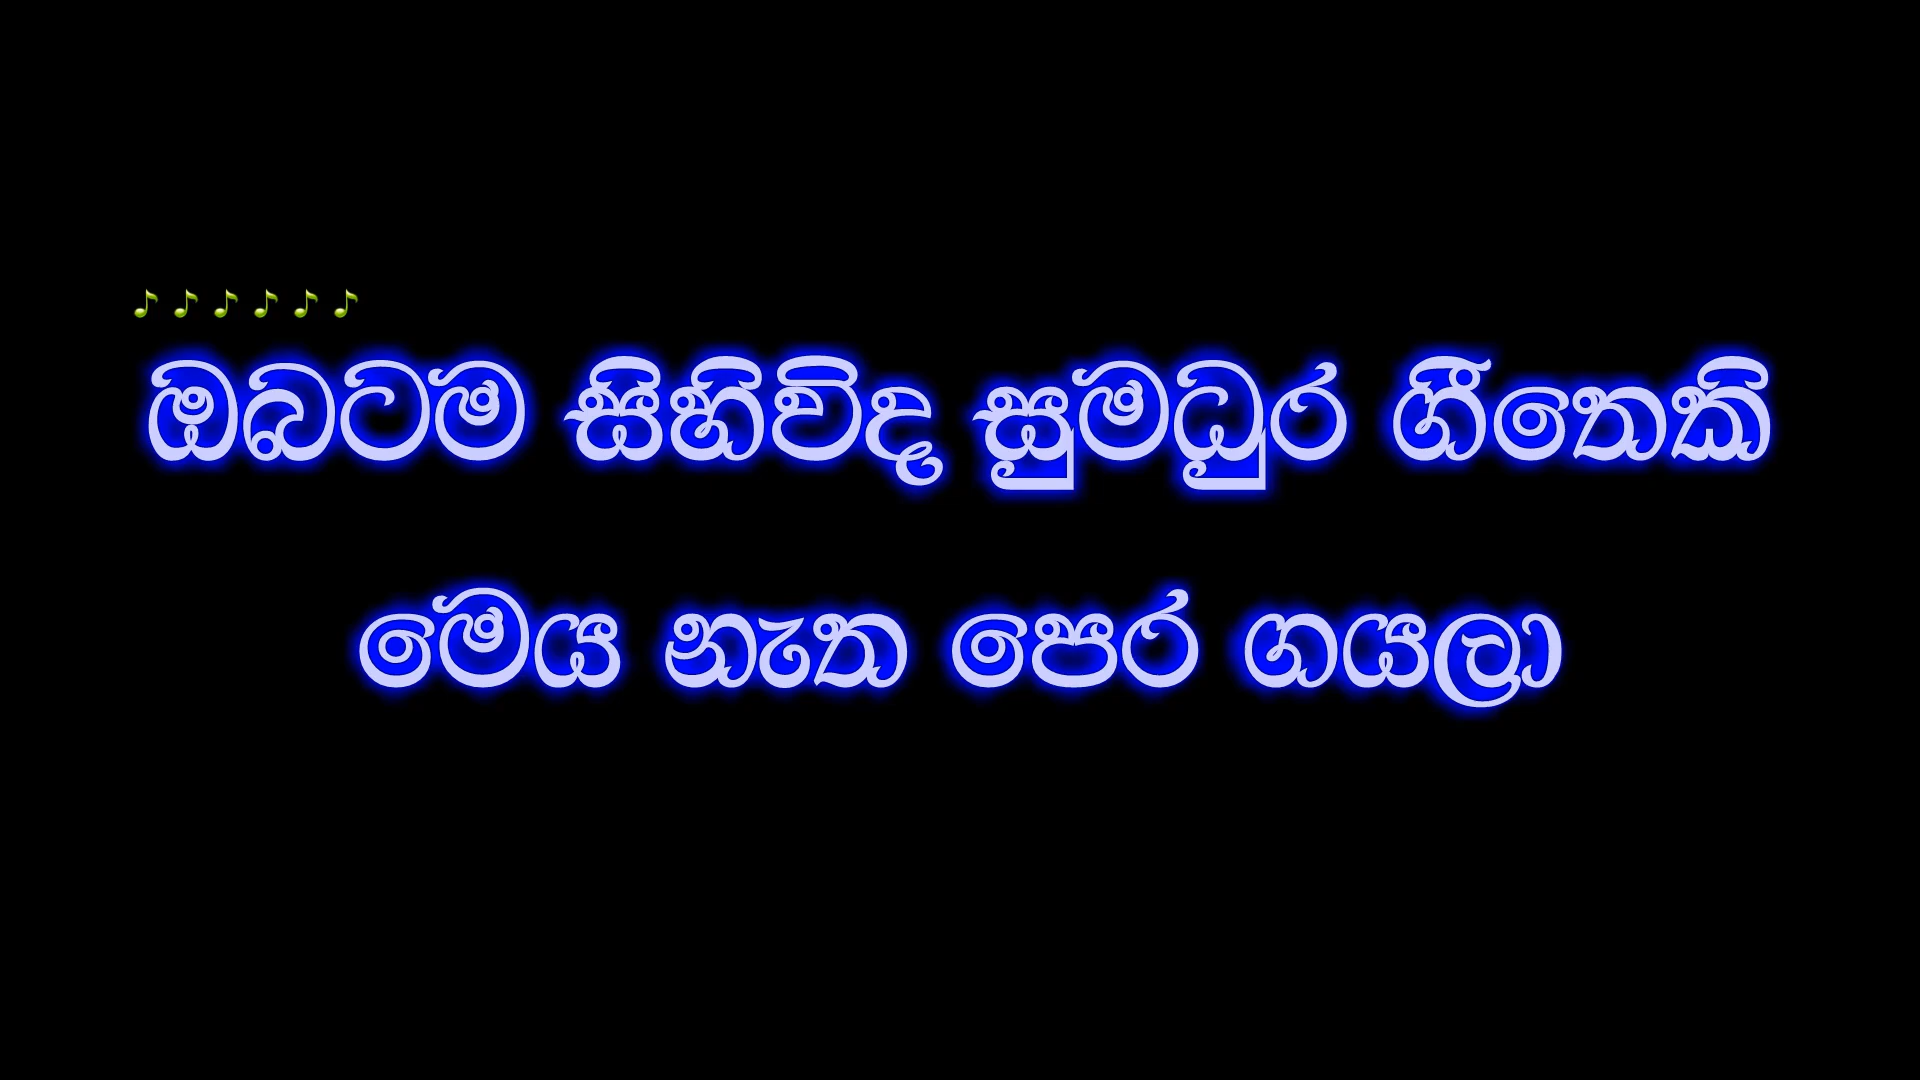 ♪ ♪ ♪ ♪ ♪ ♪
ඔබටම සිහිවිද සුමධුර ගීතෙකි
මෙය නැත පෙර ගයලා